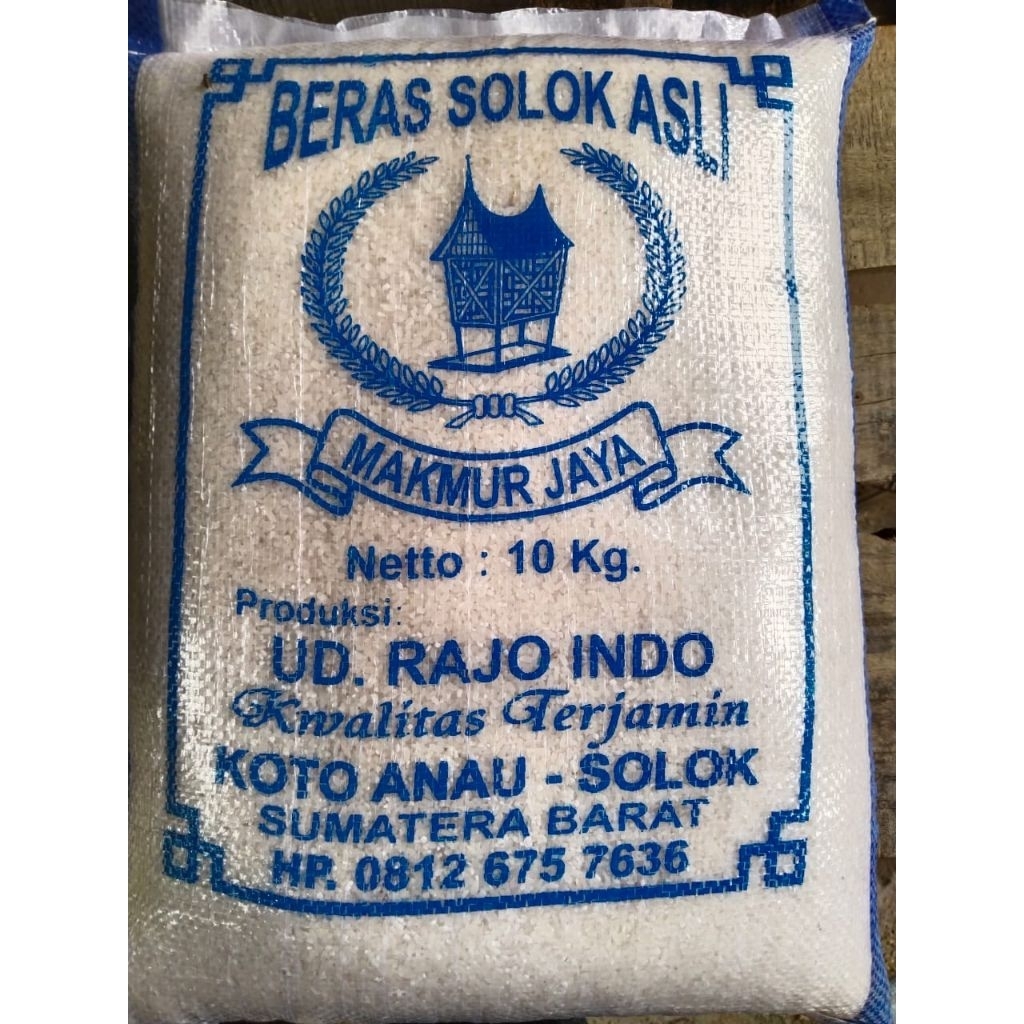 BERAS SOLOK ASLI
MAKMUR JAYA
Netto : 10 Kg.
Produksi:
UD. RAJO INDO
Kwalitas Terjamin
KOTO ANAU - SOLOK
SUMATERA BARAT
HP. 0812 675 7636